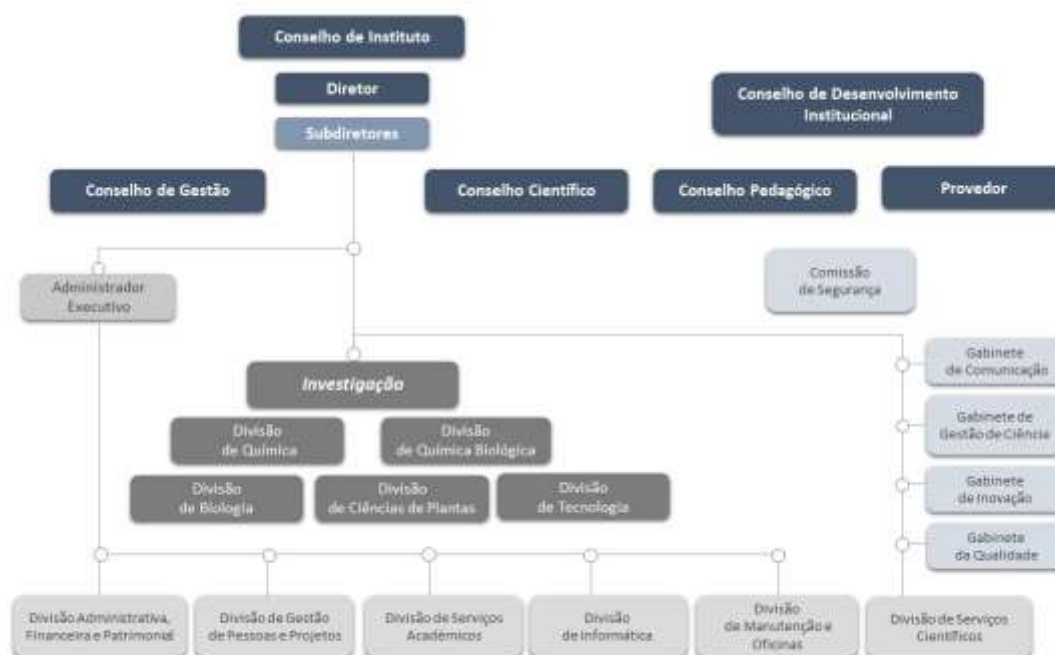 Conselho de Instituto
Diretor
Subdiretores
Conselho de Desenvolvimento
Institucional
Conselho de Gestão
Conselho Científico
Conselho Pedagógico
Provedor
Administrador
Executivo
Comissão
de Segurança
Investigação
Divisão
de Química
Divisão
de Química Biológica
Divisão
de Biologia
Divisão
de Ciências de Plantas
Divisão
de Tecnologia
Gabinete
de Comunicação
Gabinete de
Gestão de Ciência
Gabinete
de Inovação
Gabinete
da Qualidade
Divisão Administrativa,
Financeira e Patrimonial
Divisão de Gestão
de Pessoas e Projetos
Divisão de Serviços
Académicos
Divisão
de Informática
Divisão
de Manutenção e
Oficinas
Divisão de Serviços
Científicos